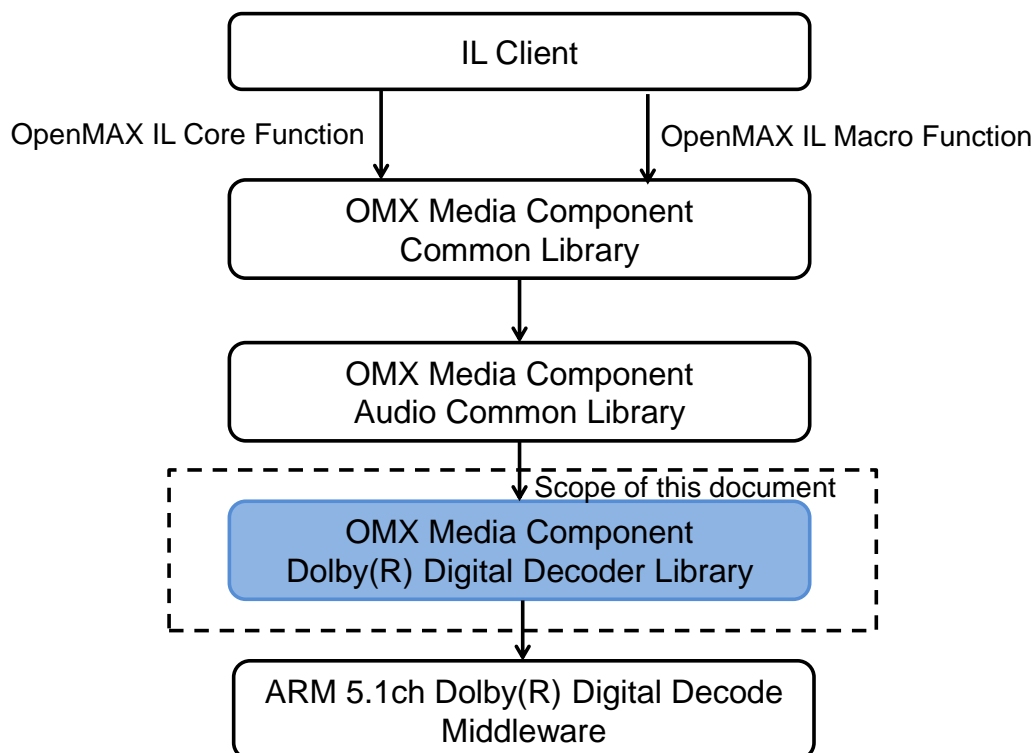 IL Client
OpenMAX IL Core Function
OpenMAX IL Macro Function
OMX Media Component
Common Library
OMX Media Component
Audio Common Library
Scope of this document
OMX Media Component
Dolby(R) Digital Decoder Library
ARM 5.1ch Dolby(R) Digital Decode
Middleware